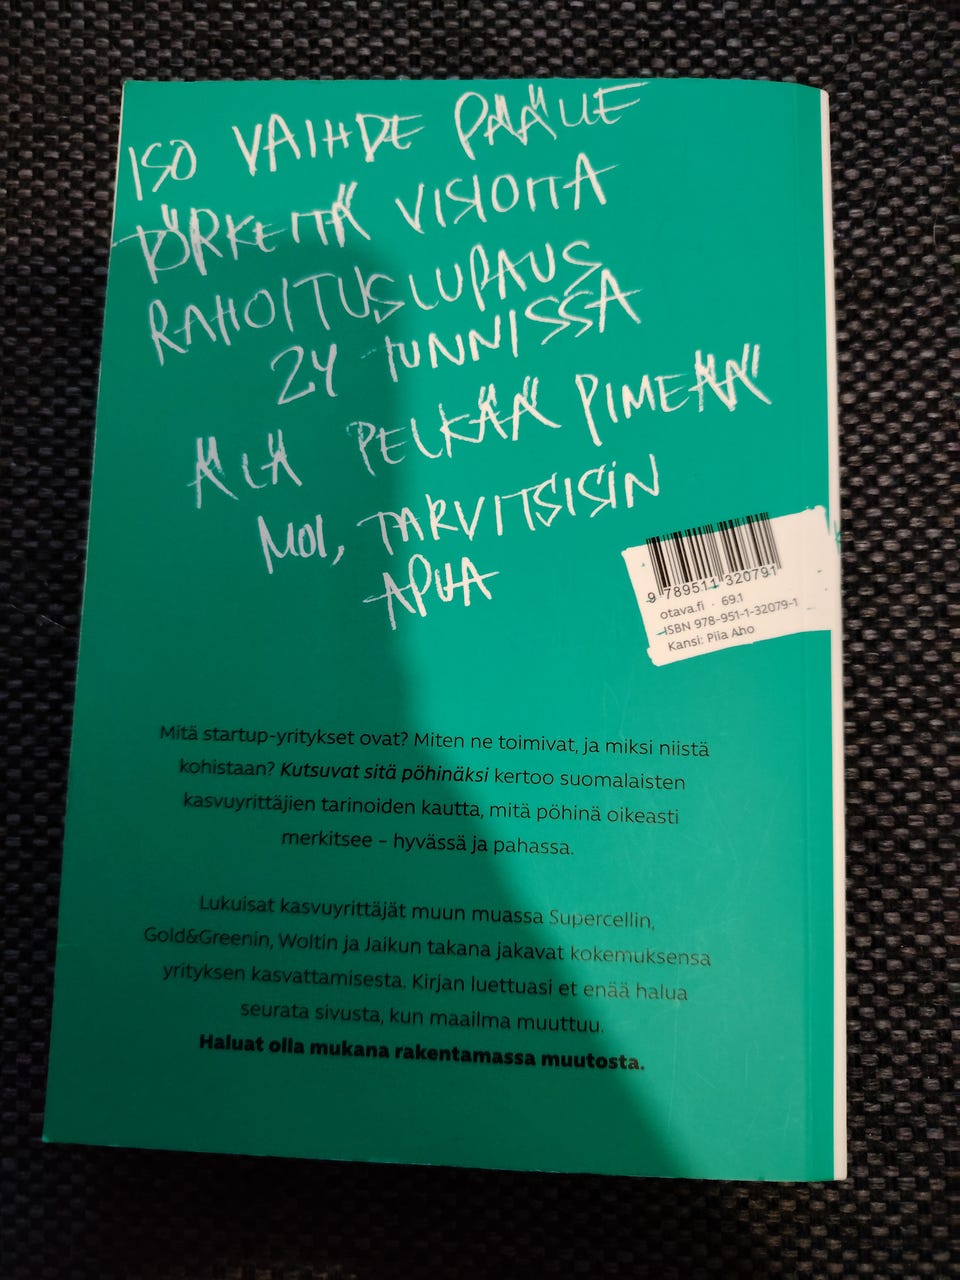 ISO VAIHDE PÄÄLLE
TÖRKEITÄ VISIOITA
RAHOITUSLUPAUS
24 TUNNISSA
ÄLÄ PELKÄÄ PIMEÄÄ
MOI, TARVITSISIN
APUA
9 789511 320791
otava.fi · 69.1
ISBN 978-951-1-32079-1
Kansi: Piia Aho
Mitä startup-yritykset ovat? Miten ne toimivat, ja miksi niistä
kohistaan? Kutsuvat sitä pöhinäksi kertoo suomalaisten
kasvuyrittäjien tarinoiden kautta, mitä pöhinä oikeasti
merkitsee – hyvässä ja pahassa.
Lukuisat kasvuyrittäjät muun muassa Supercellin,
Gold&Greenin, Woltin ja Jaikun takana jakavat kokemuksensa
yrityksen kasvattamisesta. Kirjan luettuasi et enää halua
seurata sivusta, kun maailma muuttuu.
Haluat olla mukana rakentamassa muutosta.